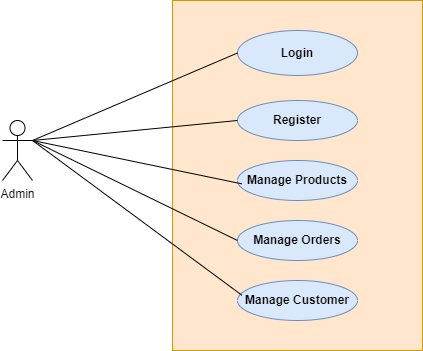 Login
Register
Admin
Manage Products
Manage Orders
Manage Customer